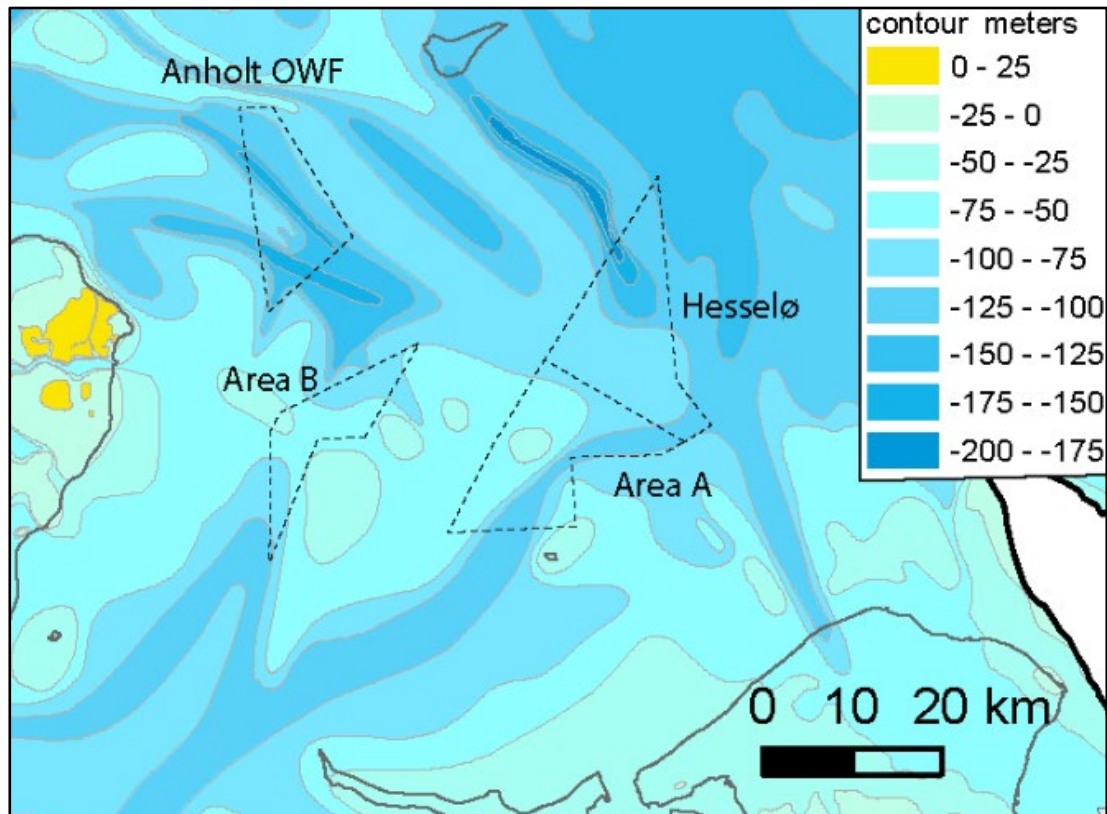 contour meters
0 - 25
-25 - 0
-50 - -25
-75 - -50
-100 - -75
-125 - -100
-150 - -125
-175 - -150
-200 - -175
Anholt OWF
Hesselø
Area B
Area A
0 10 20 km